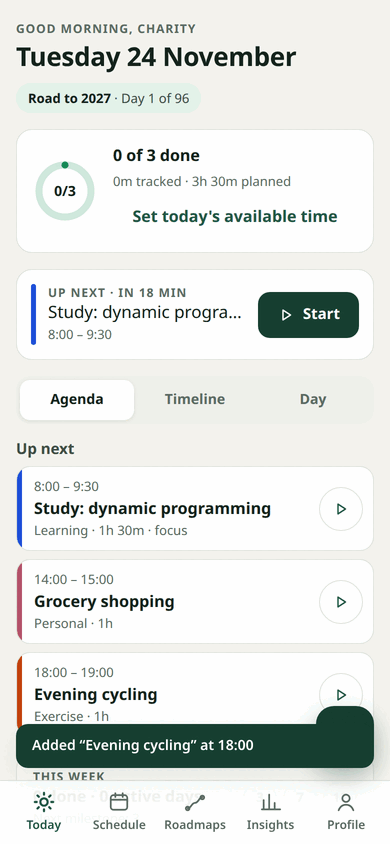 GOOD MORNING, CHARITY
Tuesday 24 November
Road to 2027 · Day 1 of 96
0/3
0 of 3 done
0m tracked · 3h 30m planned
Set today's available time
UP NEXT · IN 18 MIN
Study: dynamic progra...
8:00 – 9:30
Start
Agenda
Timeline
Day
Up next
8:00 – 9:30
Study: dynamic programming
Learning · 1h 30m · focus
14:00 – 15:00
Grocery shopping
Personal · 1h
18:00 – 19:00
Evening cycling
Exercise · 1h
Added “Evening cycling” at 18:00
THIS WEEK
Today
Schedule
Roadmaps
Insights
Profile